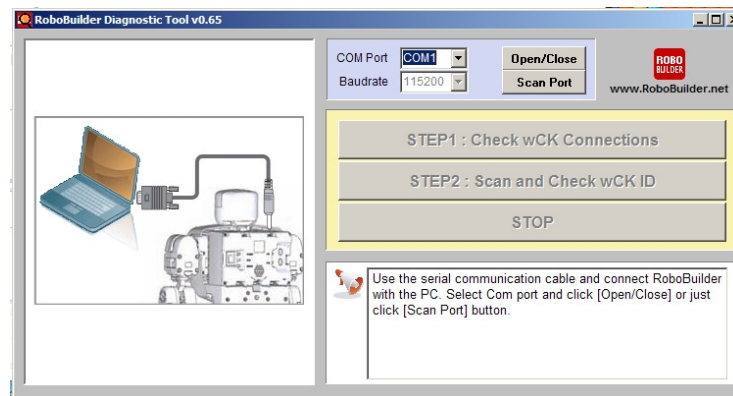 RoboBuilder Diagnostic Tool v0.65
COM Port COM1 Open/Close
Baudrate 115200 Scan Port
ROBO
BUILDER
www.RoboBuilder.net
STEP1 : Check wCK Connections
STEP2 : Scan and Check wCK ID
STOP
Use the serial communication cable and connect RoboBuilder
with the PC. Select Com port and click [Open/Close] or just
click [Scan Port] button.